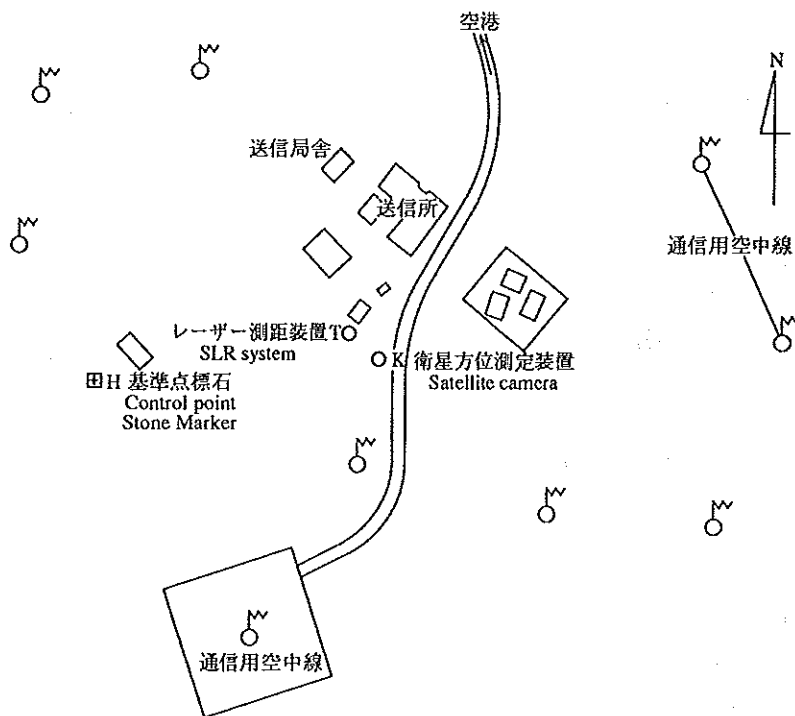 空港
N
送信局舎
送信所
通信用空中線
レーザー測距装置T
SLR system
K 衛星方位測定装置
Satellite camera
H 基準点標石
Control point
Stone Marker
通信用空中線